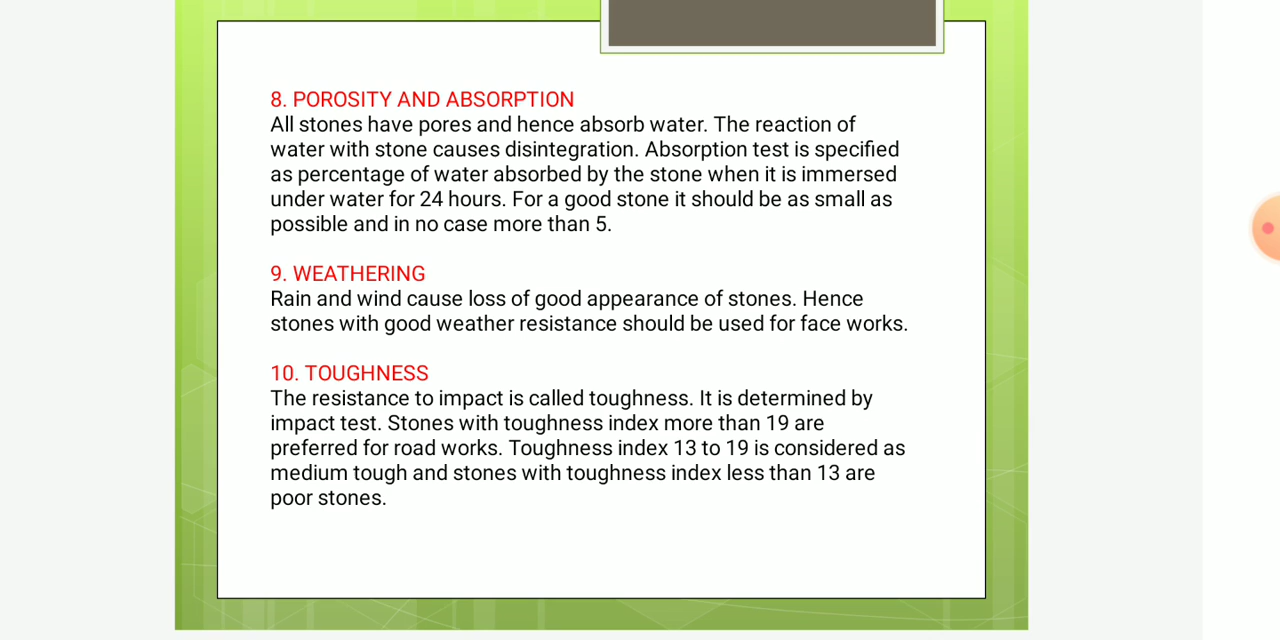 8. POROSITY AND ABSORPTION
All stones have pores and hence absorb water. The reaction of
water with stone causes disintegration. Absorption test is specified
as percentage of water absorbed by the stone when it is immersed
under water for 24 hours. For a good stone it should be as small as
possible and in no case more than 5.
9. WEATHERING
Rain and wind cause loss of good appearance of stones. Hence
stones with good weather resistance should be used for face works.
10. TOUGHNESS
The resistance to impact is called toughness. It is determined by
impact test. Stones with toughness index more than 19 are
preferred for road works. Toughness index 13 to 19 is considered as
medium tough and stones with toughness index less than 13 are
poor stones.